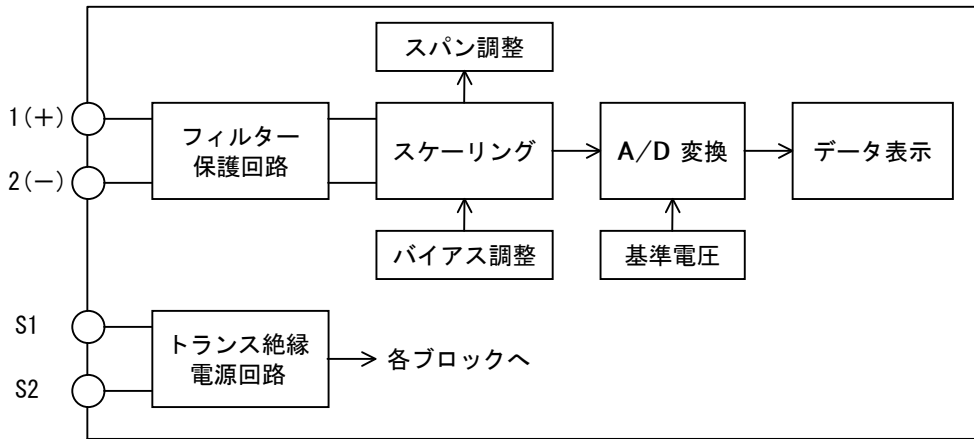 スパン調整
1(+)
フィルター
保護回路
スケーリング
A/D 変換
データ表示
2(−)
バイアス調整
基準電圧
S1
トランス絶縁
電源回路
各ブロックへ
S2